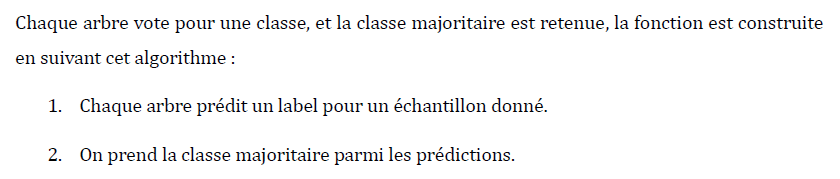 Chaque arbre vote pour une classe, et la classe majoritaire est retenue, la fonction est construite
en suivant cet algorithme :
1. Chaque arbre prédit un label pour un échantillon donné.
2. On prend la classe majoritaire parmi les prédictions.